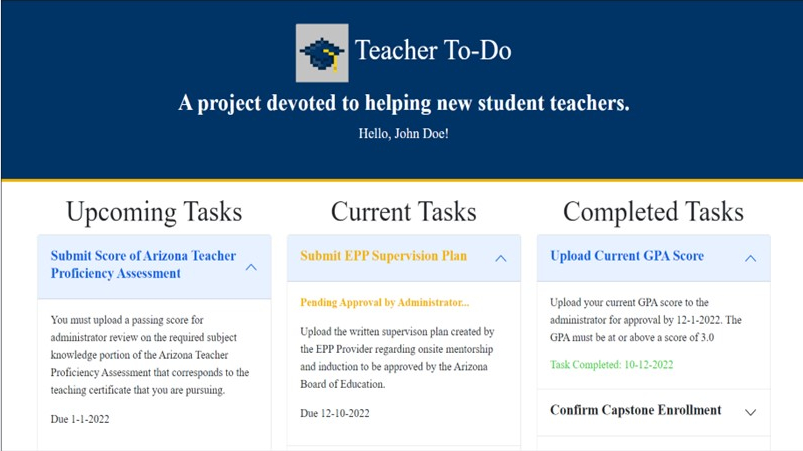 Teacher To-Do
A project devoted to helping new student teachers.
Hello, John Doe!
Upcoming Tasks
Submit Score of Arizona Teacher
Proficiency Assessment
You must upload a passing score for
administrator review on the required subject
knowledge portion of the Arizona Teacher
Proficiency Assessment that corresponds to the
teaching certificate that you are pursuing.
Due 1-1-2022
Current Tasks
Submit EPP Supervision Plan
Pending Approval by Administrator...
Upload the written supervison plan created by
the EPP Provider regarding onsite mentorship
and induction to be approved by the Arizona
Board of Education.
Due 12-10-2022
Completed Tasks
Upload Current GPA Score
Upload your current GPA score to the
administrator for approval by 12-1-2022. The
GPA must be at or above a score of 3.0
Task Completed: 10-12-2022
Confirm Capstone Enrollment